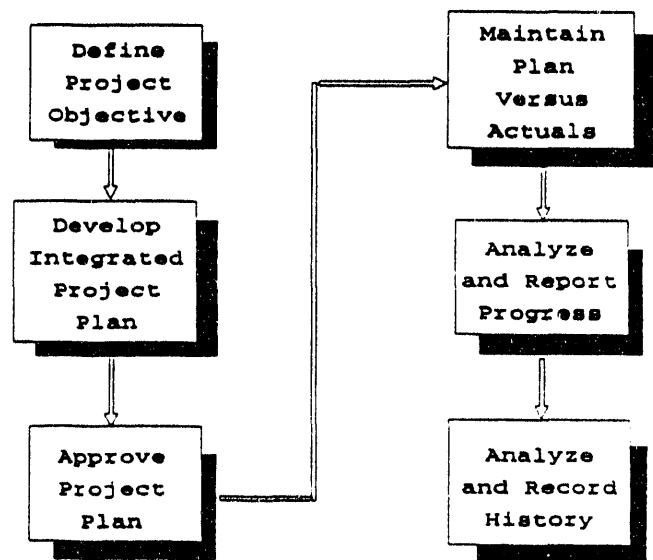 Define
Project
Objective
Develop
Integrated
Project
Plan
Approve
Project
Plan
Maintain
Plan
Versus
Actuals
Analyze
and Report
Progress
Analyze
and Record
History